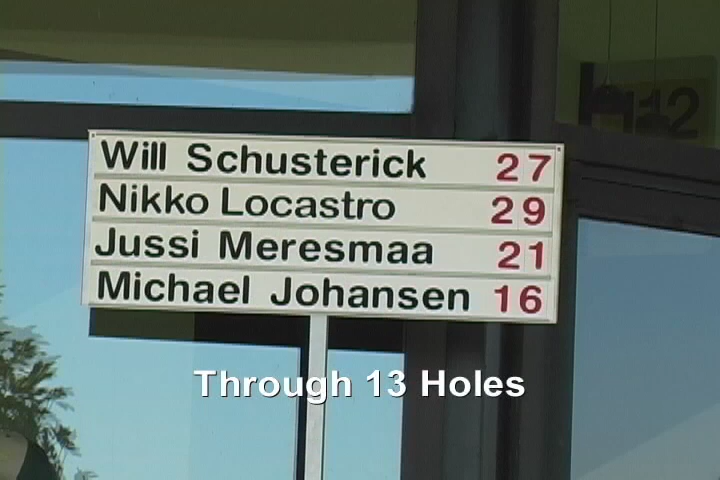 Will Schusterick 27
Nikko Locastro 29
Jussi Meresmaa 21
Michael Johansen 16
Through 13 Holes